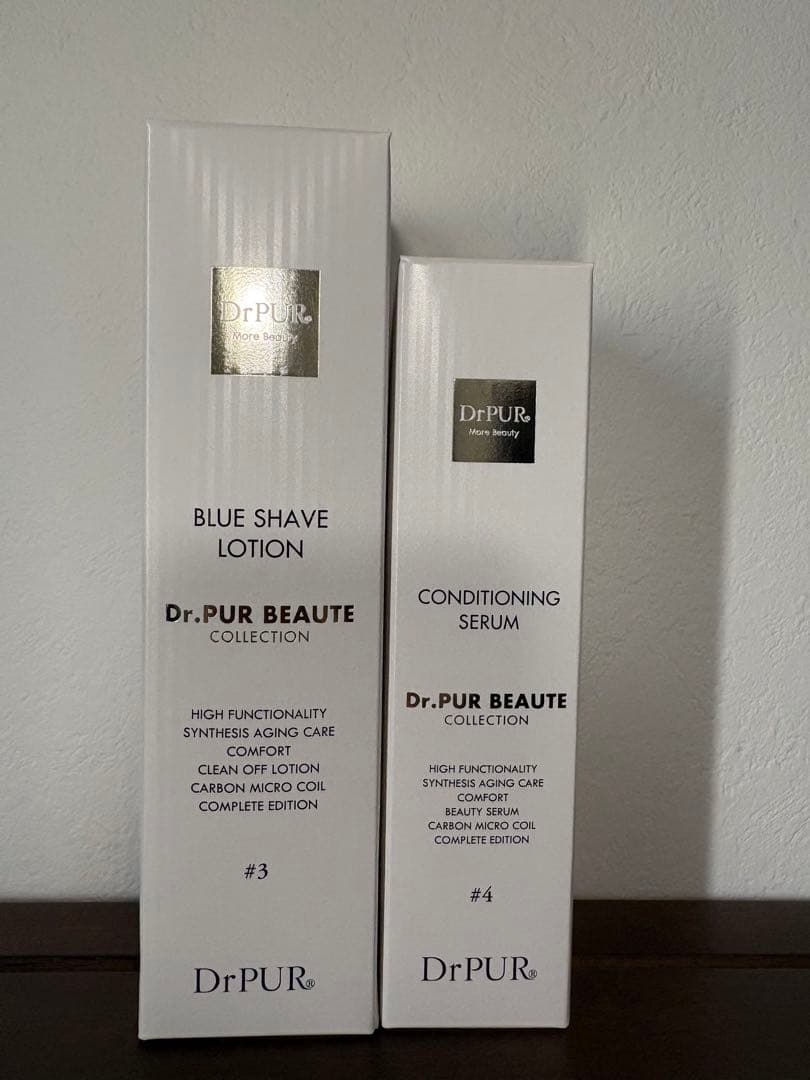 DrPUR®
More Beauty
BLUE SHAVE
LOTION
Dr.PUR BEAUTE
COLLECTION
HIGH FUNCTIONALITY
SYNTHESIS AGING CARE
COMFORT
CLEAN OFF LOTION
CARBON MICRO COIL
COMPLETE EDITION
#3
DrPUR®
DrPUR®
More Beauty
CONDITIONING
SERUM
Dr.PUR BEAUTE
COLLECTION
HIGH FUNCTIONALITY
SYNTHESIS AGING CARE
COMFORT
BEAUTY SERUM
CARBON MICRO COIL
COMPLETE EDITION
#4
DrPUR®